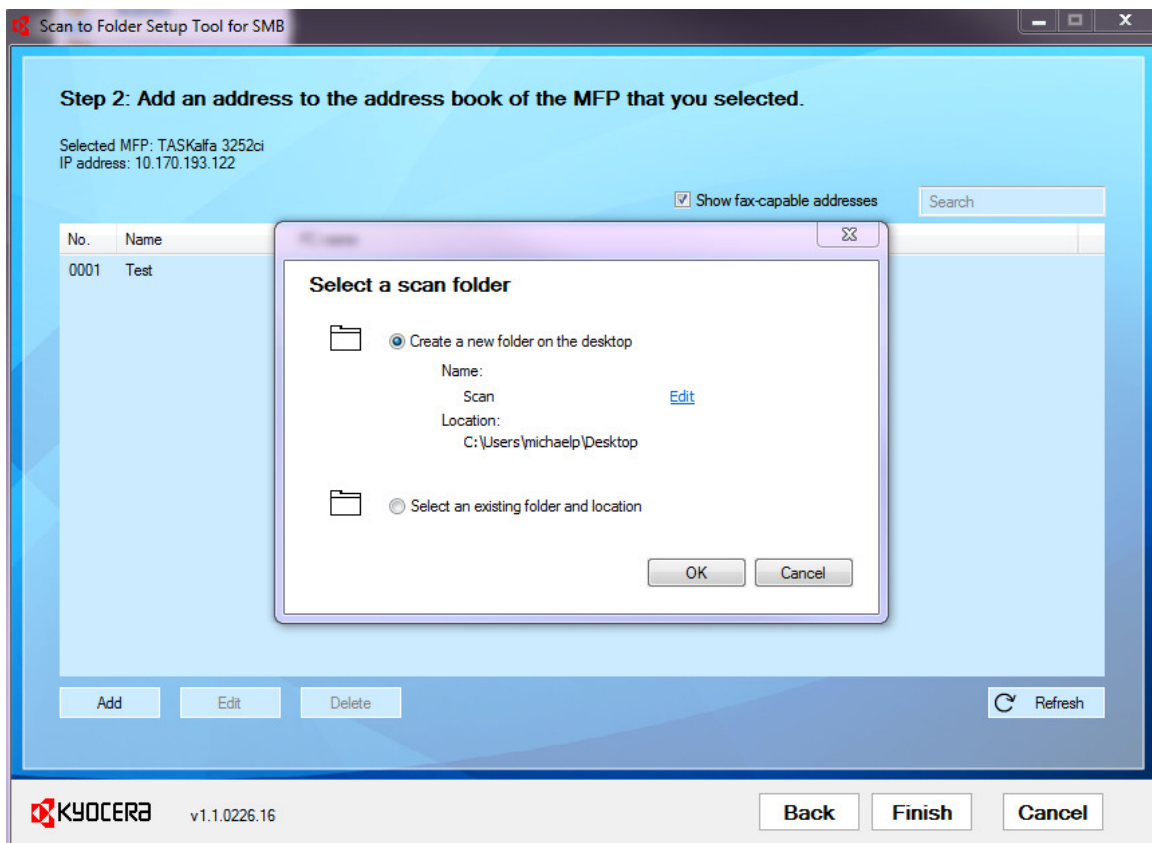 Scan to Folder Setup Tool for SMB
Step 2: Add an address to the address book of the MFP that you selected.
Selected MFP: TASKalfa 3252ci
IP address: 10.170.193.122
Show fax-capable addresses
Search
No. Name PC name
0001 Test
Select a scan folder
Create a new folder on the desktop
Name:
Scan Edit
Location:
C:\Users\michaelp\Desktop
Select an existing folder and location
OK Cancel
Add Edit Delete Refresh
KYOCERA v1.1.0226.16 Back Finish Cancel